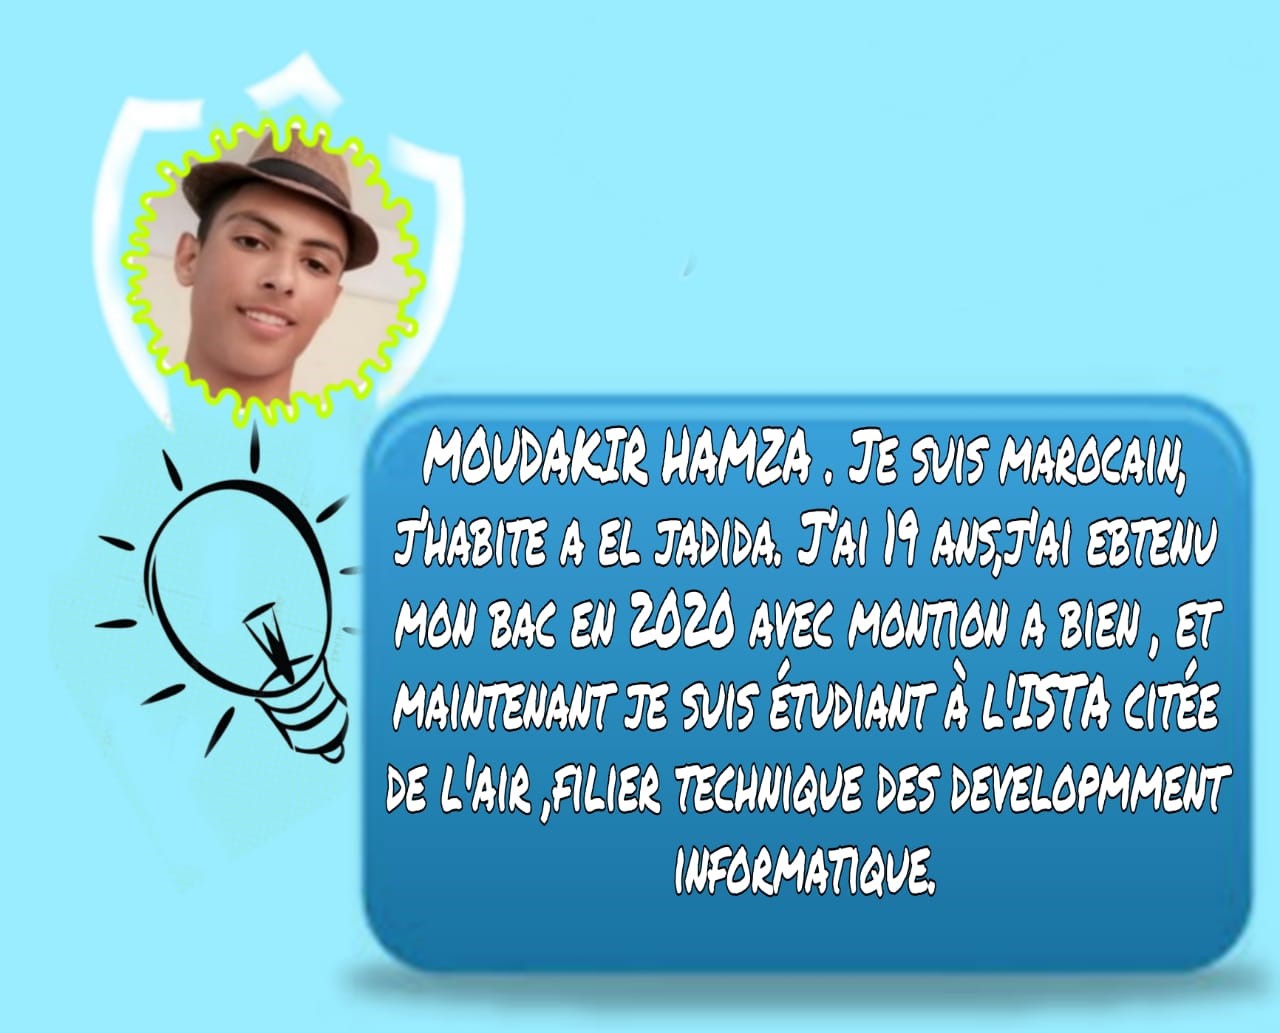 MOUDAKIR HAMZA . JE SUIS MAROCAIN,
J'HABITE A EL JADIDA. J'AI 19 ANS,J'AI EBTENU
MON BAC EN 2020 AVEC MONTION A BIEN , ET
MAINTENANT JE SUIS ÉTUDIANT À L'ISTA CITÉE
DE L'AIR ,FILIER TECHNIQUE DES DEVELOPMMENT
INFORMATIQUE.